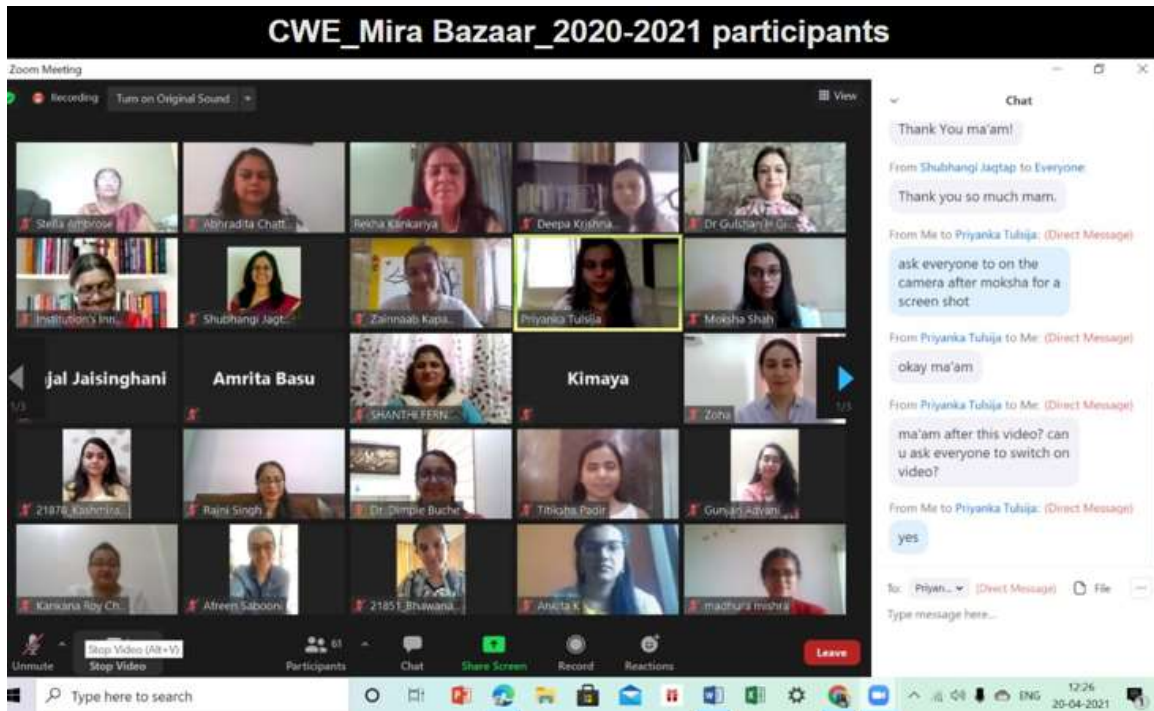 CWE_Mira Bazaar_2020-2021 participants
Zoom Meeting
Recording
Turn on Original Sound
View
Stella Ambrose
Abhradita Chatt...
Rekha Kankariya
Deepa Krishna...
Dr Gulshan H
Institution's Inn...
Shubhangi Jagt...
Zainnaab Kapa...
Priyanka Tulsija
Moksha Shah
jal Jaisinghani
Amrita Basu
SHANTHI FERN...
Kimaya
Zoha
1/3
1/3
21870_Kashmira...
Rajni Singh
Dr. Dimple Buche
Titiksha Padir
Gunjan Advani
Kankana Roy Ch...
Afreen Sabooni
21851_Bhawana...
Ankita K
madhura mishra
Stop Video (Alt+V)
Unmute
Stop Video
Participants
61
Chat
Share Screen
Record
Reactions
Leave
Chat
Thank You ma'am!
From Shubhangi Jagtap to Everyone:
Thank you so much mam.
From Me to Priyanka Tulsija: (Direct Message)
ask everyone to on the
camera after moksha for a
screen shot
From Priyanka Tulsija to Me: (Direct Message)
okay ma'am
From Priyanka Tulsija to Me: (Direct Message)
ma'am after this video? can
u ask everyone to switch on
video?
From Me to Priyanka Tulsija: (Direct Message)
yes
To: Priyan... (Direct Message) File ...
Type message here...
Type here to search
ENG
12:26
20-04-2021